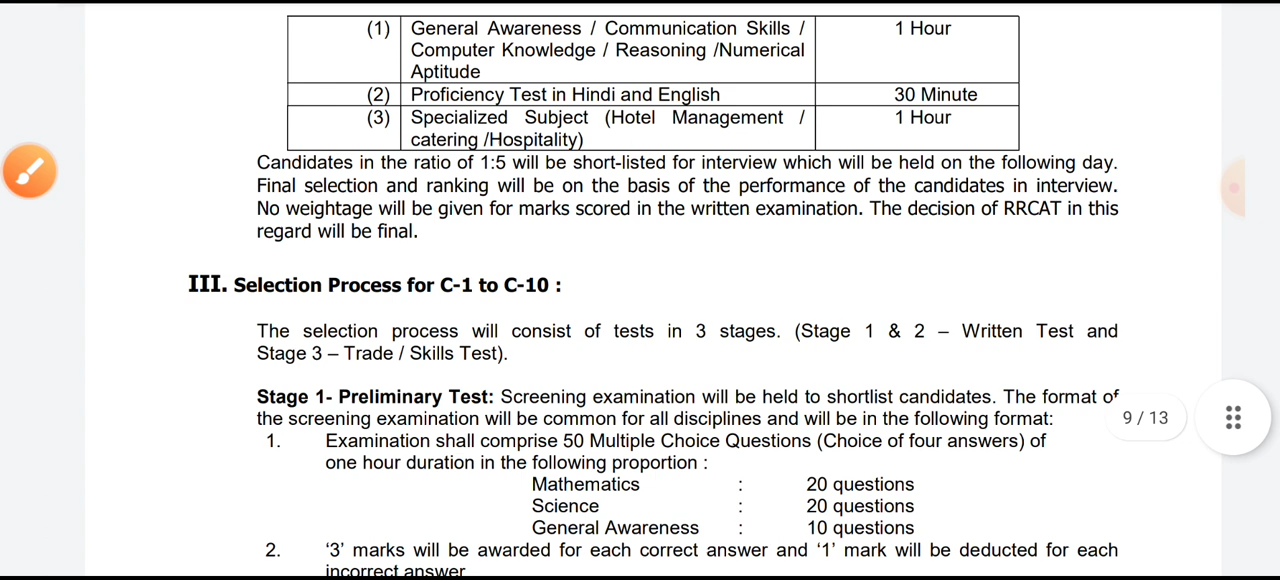 (1) General Awareness / Communication Skills / 1 Hour
Computer Knowledge / Reasoning /Numerical
Aptitude
(2) Proficiency Test in Hindi and English 30 Minute
(3) Specialized Subject (Hotel Management / 1 Hour
catering /Hospitality)
Candidates in the ratio of 1:5 will be short-listed for interview which will be held on the following day.
Final selection and ranking will be on the basis of the performance of the candidates in interview.
No weightage will be given for marks scored in the written examination. The decision of RRCAT in this
regard will be final.
III. Selection Process for C-1 to C-10 :
The selection process will consist of tests in 3 stages. (Stage 1 & 2 – Written Test and
Stage 3 – Trade / Skills Test).
Stage 1- Preliminary Test: Screening examination will be held to shortlist candidates. The format of
the screening examination will be common for all disciplines and will be in the following format:
9 / 13
1. Examination shall comprise 50 Multiple Choice Questions (Choice of four answers) of
one hour duration in the following proportion :
Mathematics : 20 questions
Science : 20 questions
General Awareness : 10 questions
2. ‘3’ marks will be awarded for each correct answer and ‘1’ mark will be deducted for each
incorrect answer